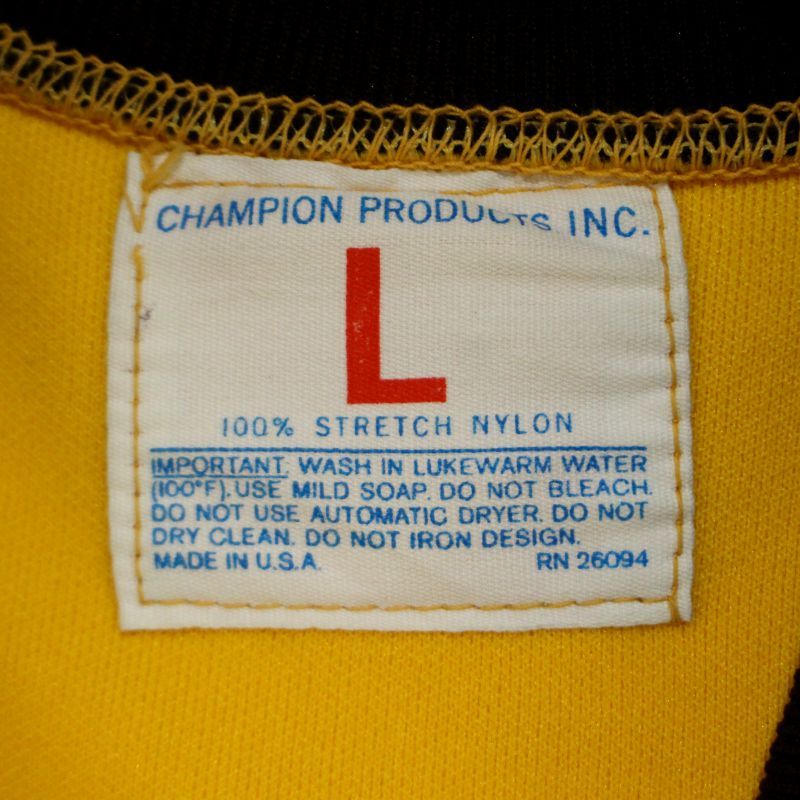 CHAMPION PRODUCTS INC.
L
100% STRETCH NYLON
IMPORTANT. WASH IN LUKEWARM WATER
(100°F). USE MILD SOAP. DO NOT BLEACH.
DO NOT USE AUTOMATIC DRYER. DO NOT
DRY CLEAN. DO NOT IRON DESIGN.
MADE IN U.S.A. RN 26094